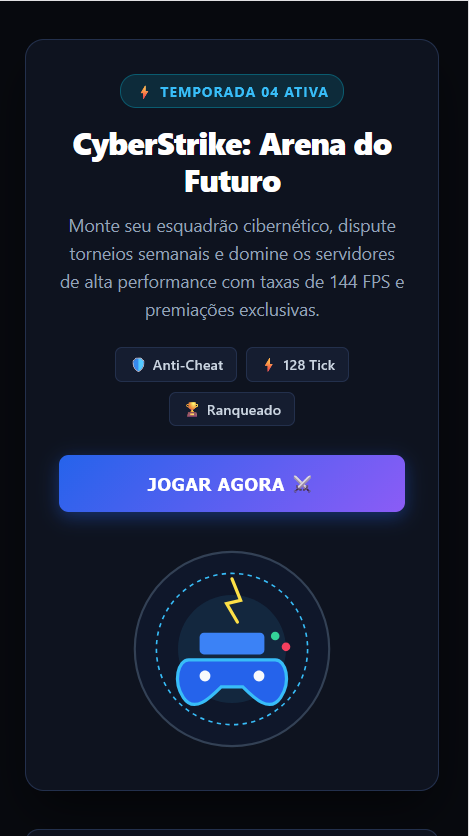 ⚡ TEMPORADA 04 ATIVA
CyberStrike: Arena do
Futuro
Monte seu esquadrão cibernético, dispute
torneios semanais e domine os servidores
de alta performance com taxas de 144 FPS e
premiações exclusivas.
🛡️ Anti-Cheat
⚡ 128 Tick
🏆 Ranqueado
JOGAR AGORA ⚔️